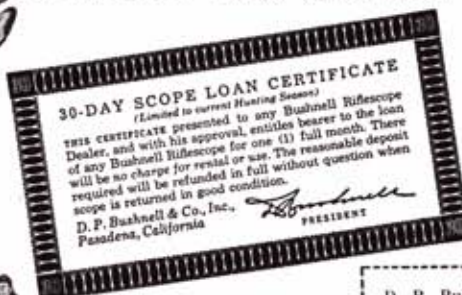 30-DAY SCOPE LOAN CERTIFICATE
(Limited to current Hunting Season)
THIS CERTIFICATE presented to any Bushnell Riflescope
Dealer, and with his approval, entitles bearer to the loan
of any Bushnell Riflescope for one (1) full month. There
will be no charge for rental or use. The reasonable deposit
required will be refunded in full without question when
scope is returned in good condition.
D. P. Bushnell & Co., Inc.,
Pasadena, California
D P Bushnell
PRESIDENT
D. P. Bu